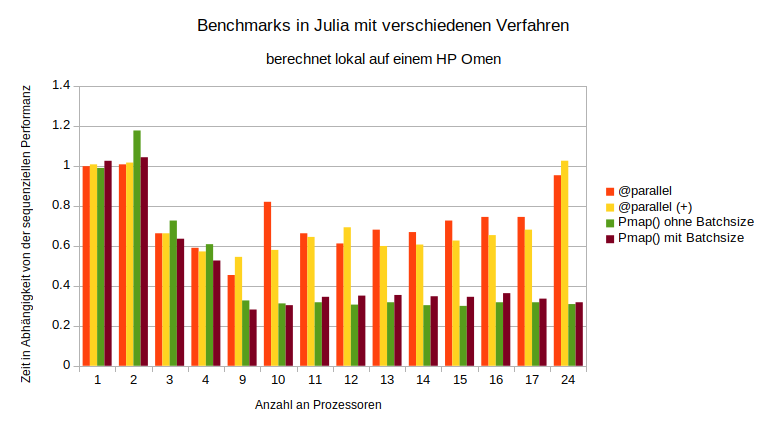 Benchmarks in Julia mit verschiedenen Verfahren
berechnet lokal auf einem HP Omen
Zeit in Abhängigkeit von der sequenziellen Performanz
1.4
1.2
1
0.8
0.6
0.4
0.2
0
1 2 3 4 9 10 11 12 13 14 15 16 17 24
Anzahl an Prozessoren
@parallel
@parallel (+)
Pmap() ohne Batchsize
Pmap() mit Batchsize